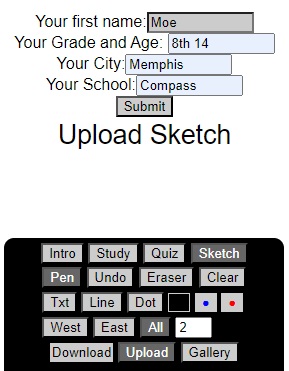 Your first name: Moe
Your Grade and Age: 8th 14
Your City: Memphis
Your School: Compass
Submit
Upload Sketch
Intro Study Quiz Sketch
Pen Undo Eraser Clear
Txt Line Dot
West East All 2
Download Upload Gallery